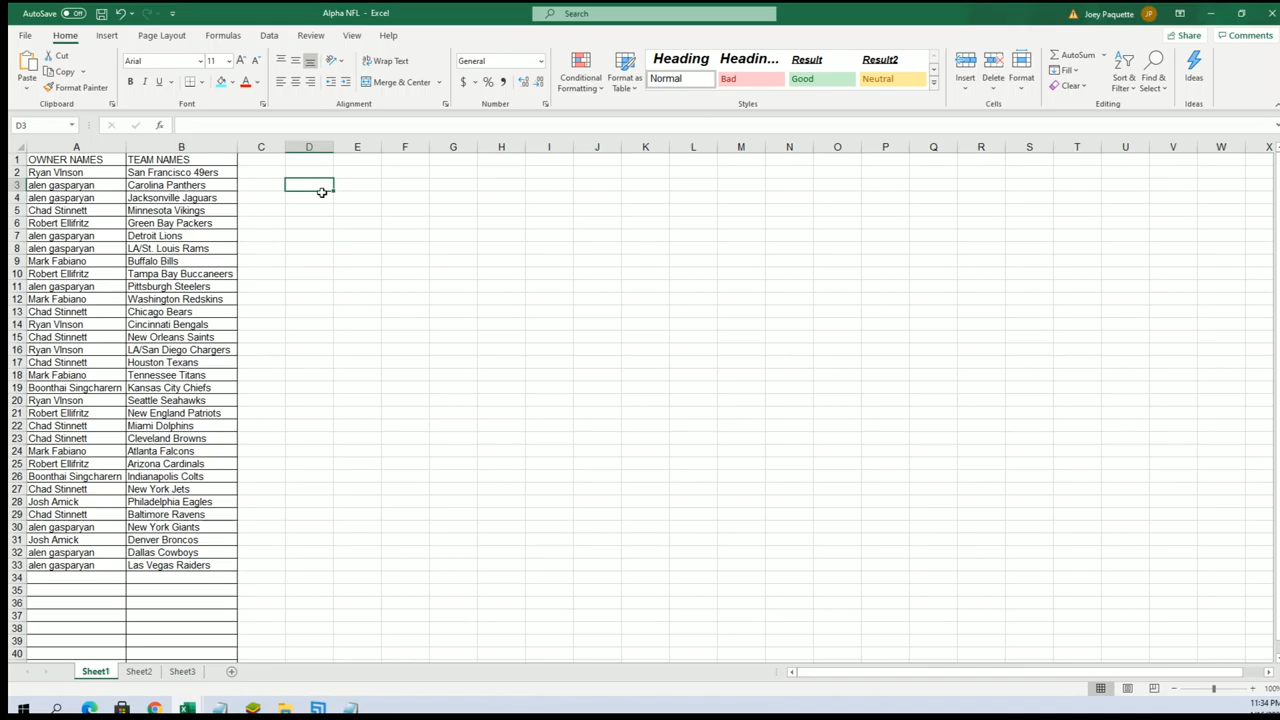 AutoSave Off Alpha NFL - Excel Search Joey Paquette JP
File Home Insert Page Layout Formulas Data Review View Help Share Comments
Paste Cut Copy Format Painter Clipboard
Arial 11 A A B I U A Font
Wrap Text Merge & Center Alignment
General $ % Number
Conditional Formatting Format as Table
Heading Headin... Result Result2
Normal Bad Good Neutral
Styles
Insert Delete Format Cells
AutoSum Fill Clear Sort & Filter Find & Select Editing
Ideas Ideas
D3 fx
A B C D E F G H I J K L M N O P Q R S T U V W X
1 OWNER NAMES TEAM NAMES
2 Ryan VInson San Francisco 49ers
3 alen gasparyan Carolina Panthers
4 alen gasparyan Jacksonville Jaguars
5 Chad Stinnett Minnesota Vikings
6 Robert Ellifritz Green Bay Packers
7 alen gasparyan Detroit Lions
8 alen gasparyan LA/St. Louis Rams
9 Mark Fabiano Buffalo Bills
10 Robert Ellifritz Tampa Bay Buccaneers
11 alen gasparyan Pittsburgh Steelers
12 Mark Fabiano Washington Redskins
13 Chad Stinnett Chicago Bears
14 Ryan VInson Cincinnati Bengals
15 Chad Stinnett New Orleans Saints
16 Ryan VInson LA/San Diego Chargers
17 Chad Stinnett Houston Texans
18 Mark Fabiano Tennessee Titans
19 Boonthai Singcharern Kansas City Chiefs
20 Ryan VInson Seattle Seahawks
21 Robert Ellifritz New England Patriots
22 Chad Stinnett Miami Dolphins
23 Chad Stinnett Cleveland Browns
24 Mark Fabiano Atlanta Falcons
25 Robert Ellifritz Arizona Cardinals
26 Boonthai Singcharern Indianapolis Colts
27 Chad Stinnett New York Jets
28 Josh Amick Philadelphia Eagles
29 Chad Stinnett Baltimore Ravens
30 alen gasparyan New York Giants
31 Josh Amick Denver Broncos
32 alen gasparyan Dallas Cowboys
33 alen gasparyan Las Vegas Raiders
34
35
36
37
38
39
40
Sheet1 Sheet2 Sheet3
100%
11:34 PM